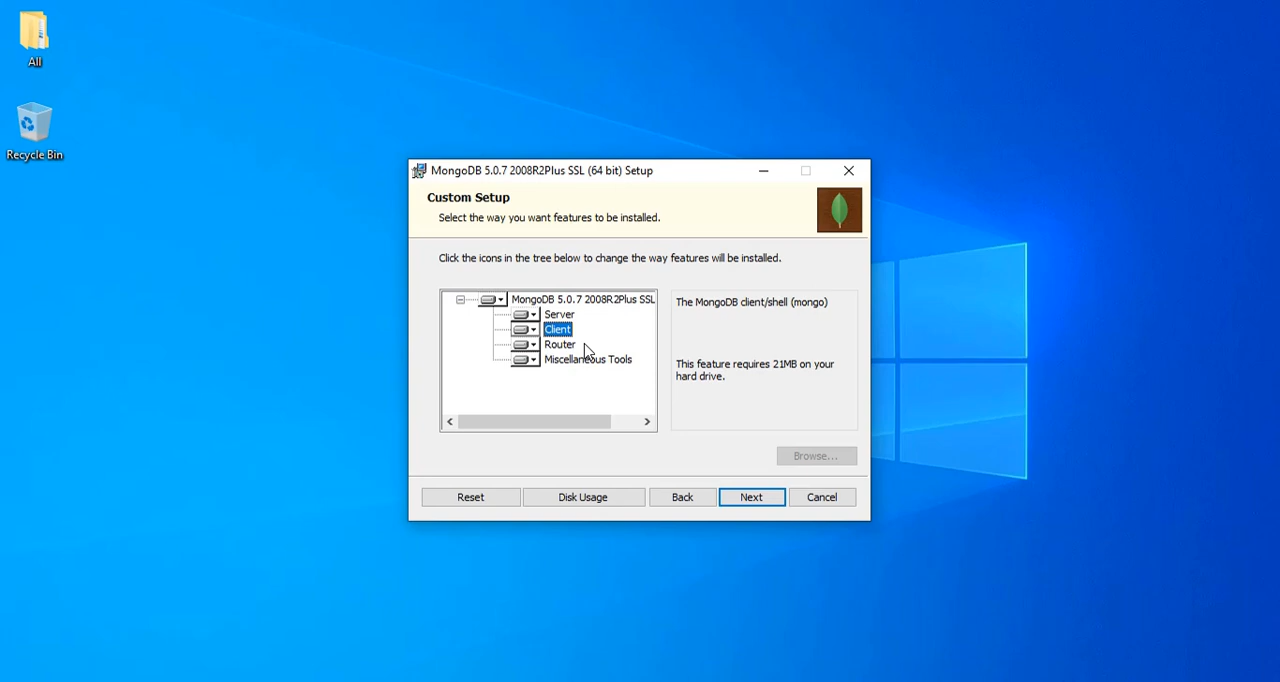 All
Recycle Bin
MongoDB 5.0.7 2008R2Plus SSL (64 bit) Setup
Custom Setup
Select the way you want features to be installed.
Click the icons in the tree below to change the way features will be installed.
MongoDB 5.0.7 2008R2Plus SSL
Server
Client
Router
Miscellaneous Tools
The MongoDB client/shell (mongo)
This feature requires 21MB on your
hard drive.
Browse...
Reset
Disk Usage
Back
Next
Cancel